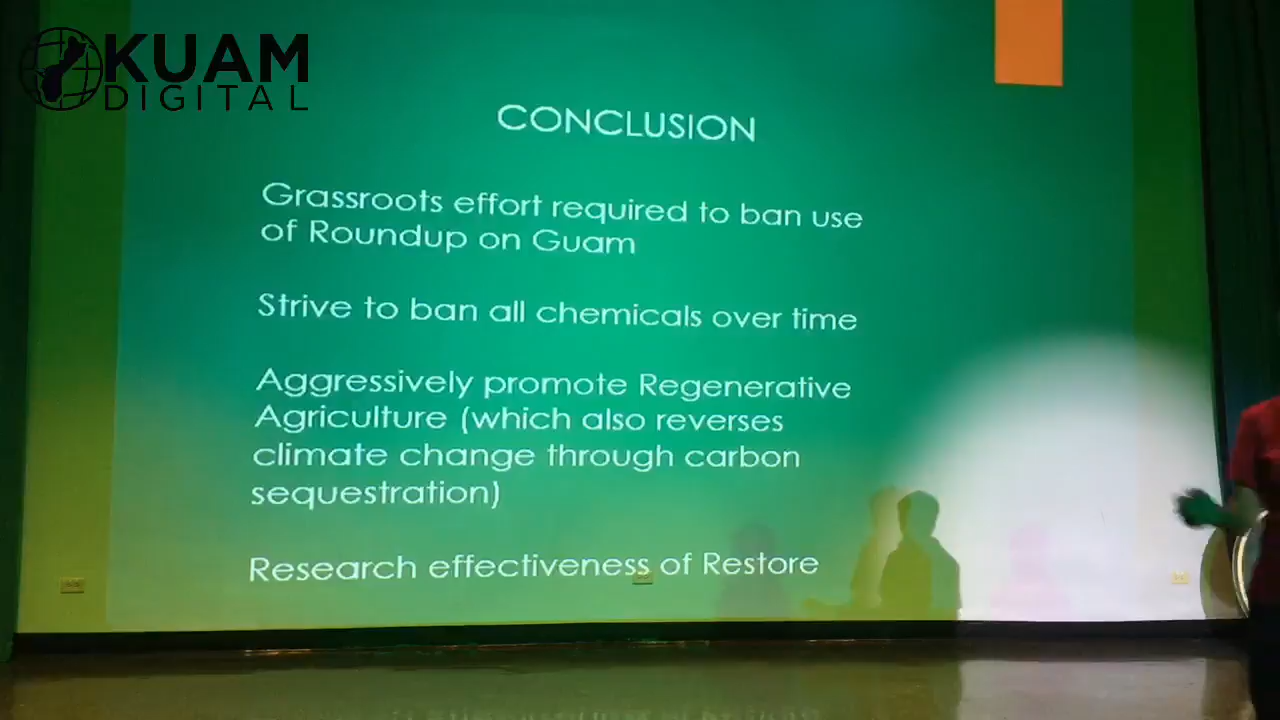 KUAM
DIGITAL
CONCLUSION
Grassroots effort required to ban use
of Roundup on Guam
Strive to ban all chemicals over time
Aggressively promote Regenerative
Agriculture (which also reverses
climate change through carbon
sequestration)
Research effectiveness of Restore